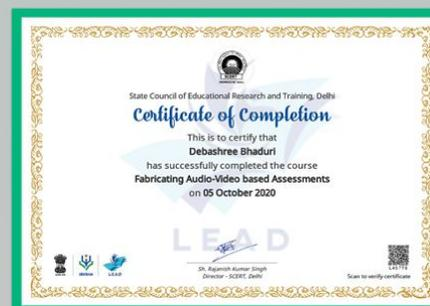 SCERT
State Council of Educational Research and Training, Delhi
Certificate of Completion
This is to certify that
Debashree Bhaduri
has successfully completed the course
Fabricating Audio-Video based Assessments
on 05 October 2020
LEAD
Sh. Rajanish Kumar Singh
Director - SCERT, Delhi
LEAD
Scan to verify certificate